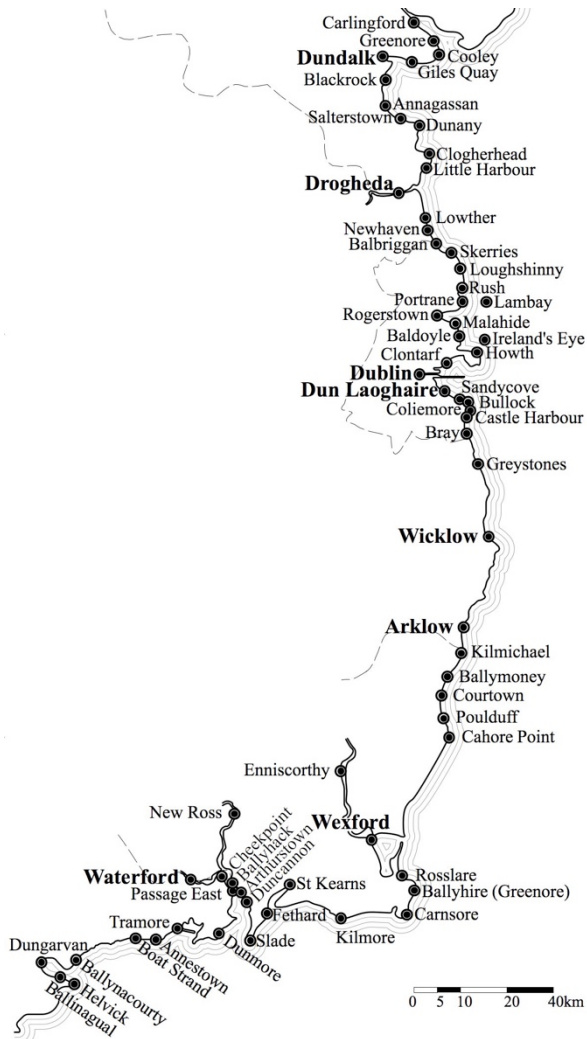 Carlingford
Greenore
Cooley
Dundalk
Giles Quay
Blackrock
Annagassan
Salterstown
Dunany
Clogherhead
Little Harbour
Drogheda
Lowther
Newhaven
Balbriggan
Skerries
Loughshinny
Rush
Portrane
Lambay
Rogerstown
Malahide
Baldoyle
Ireland's Eye
Howth
Clontarf
Dublin
Sandycove
Dun Laoghaire
Bullock
Coliemore
Castle Harbour
Bray
Greystones
Wicklow
Arklow
Kilmichael
Ballymoney
Courtown
Poulduff
Cahore Point
Enniscorthy
New Ross
Wexford
Cheekpoint
Ballyhack
Arthurstown
Duncannon
Waterford
Passage East
St Kearns
Rosslare
Ballyhire (Greenore)
Carnsore
Fethard
Kilmore
Tramore
Slade
Dunmore
Annestown
Boat Strand
Dungarvan
Ballynacourty
Helvick
Ballinagual
0 5 10 20 40km